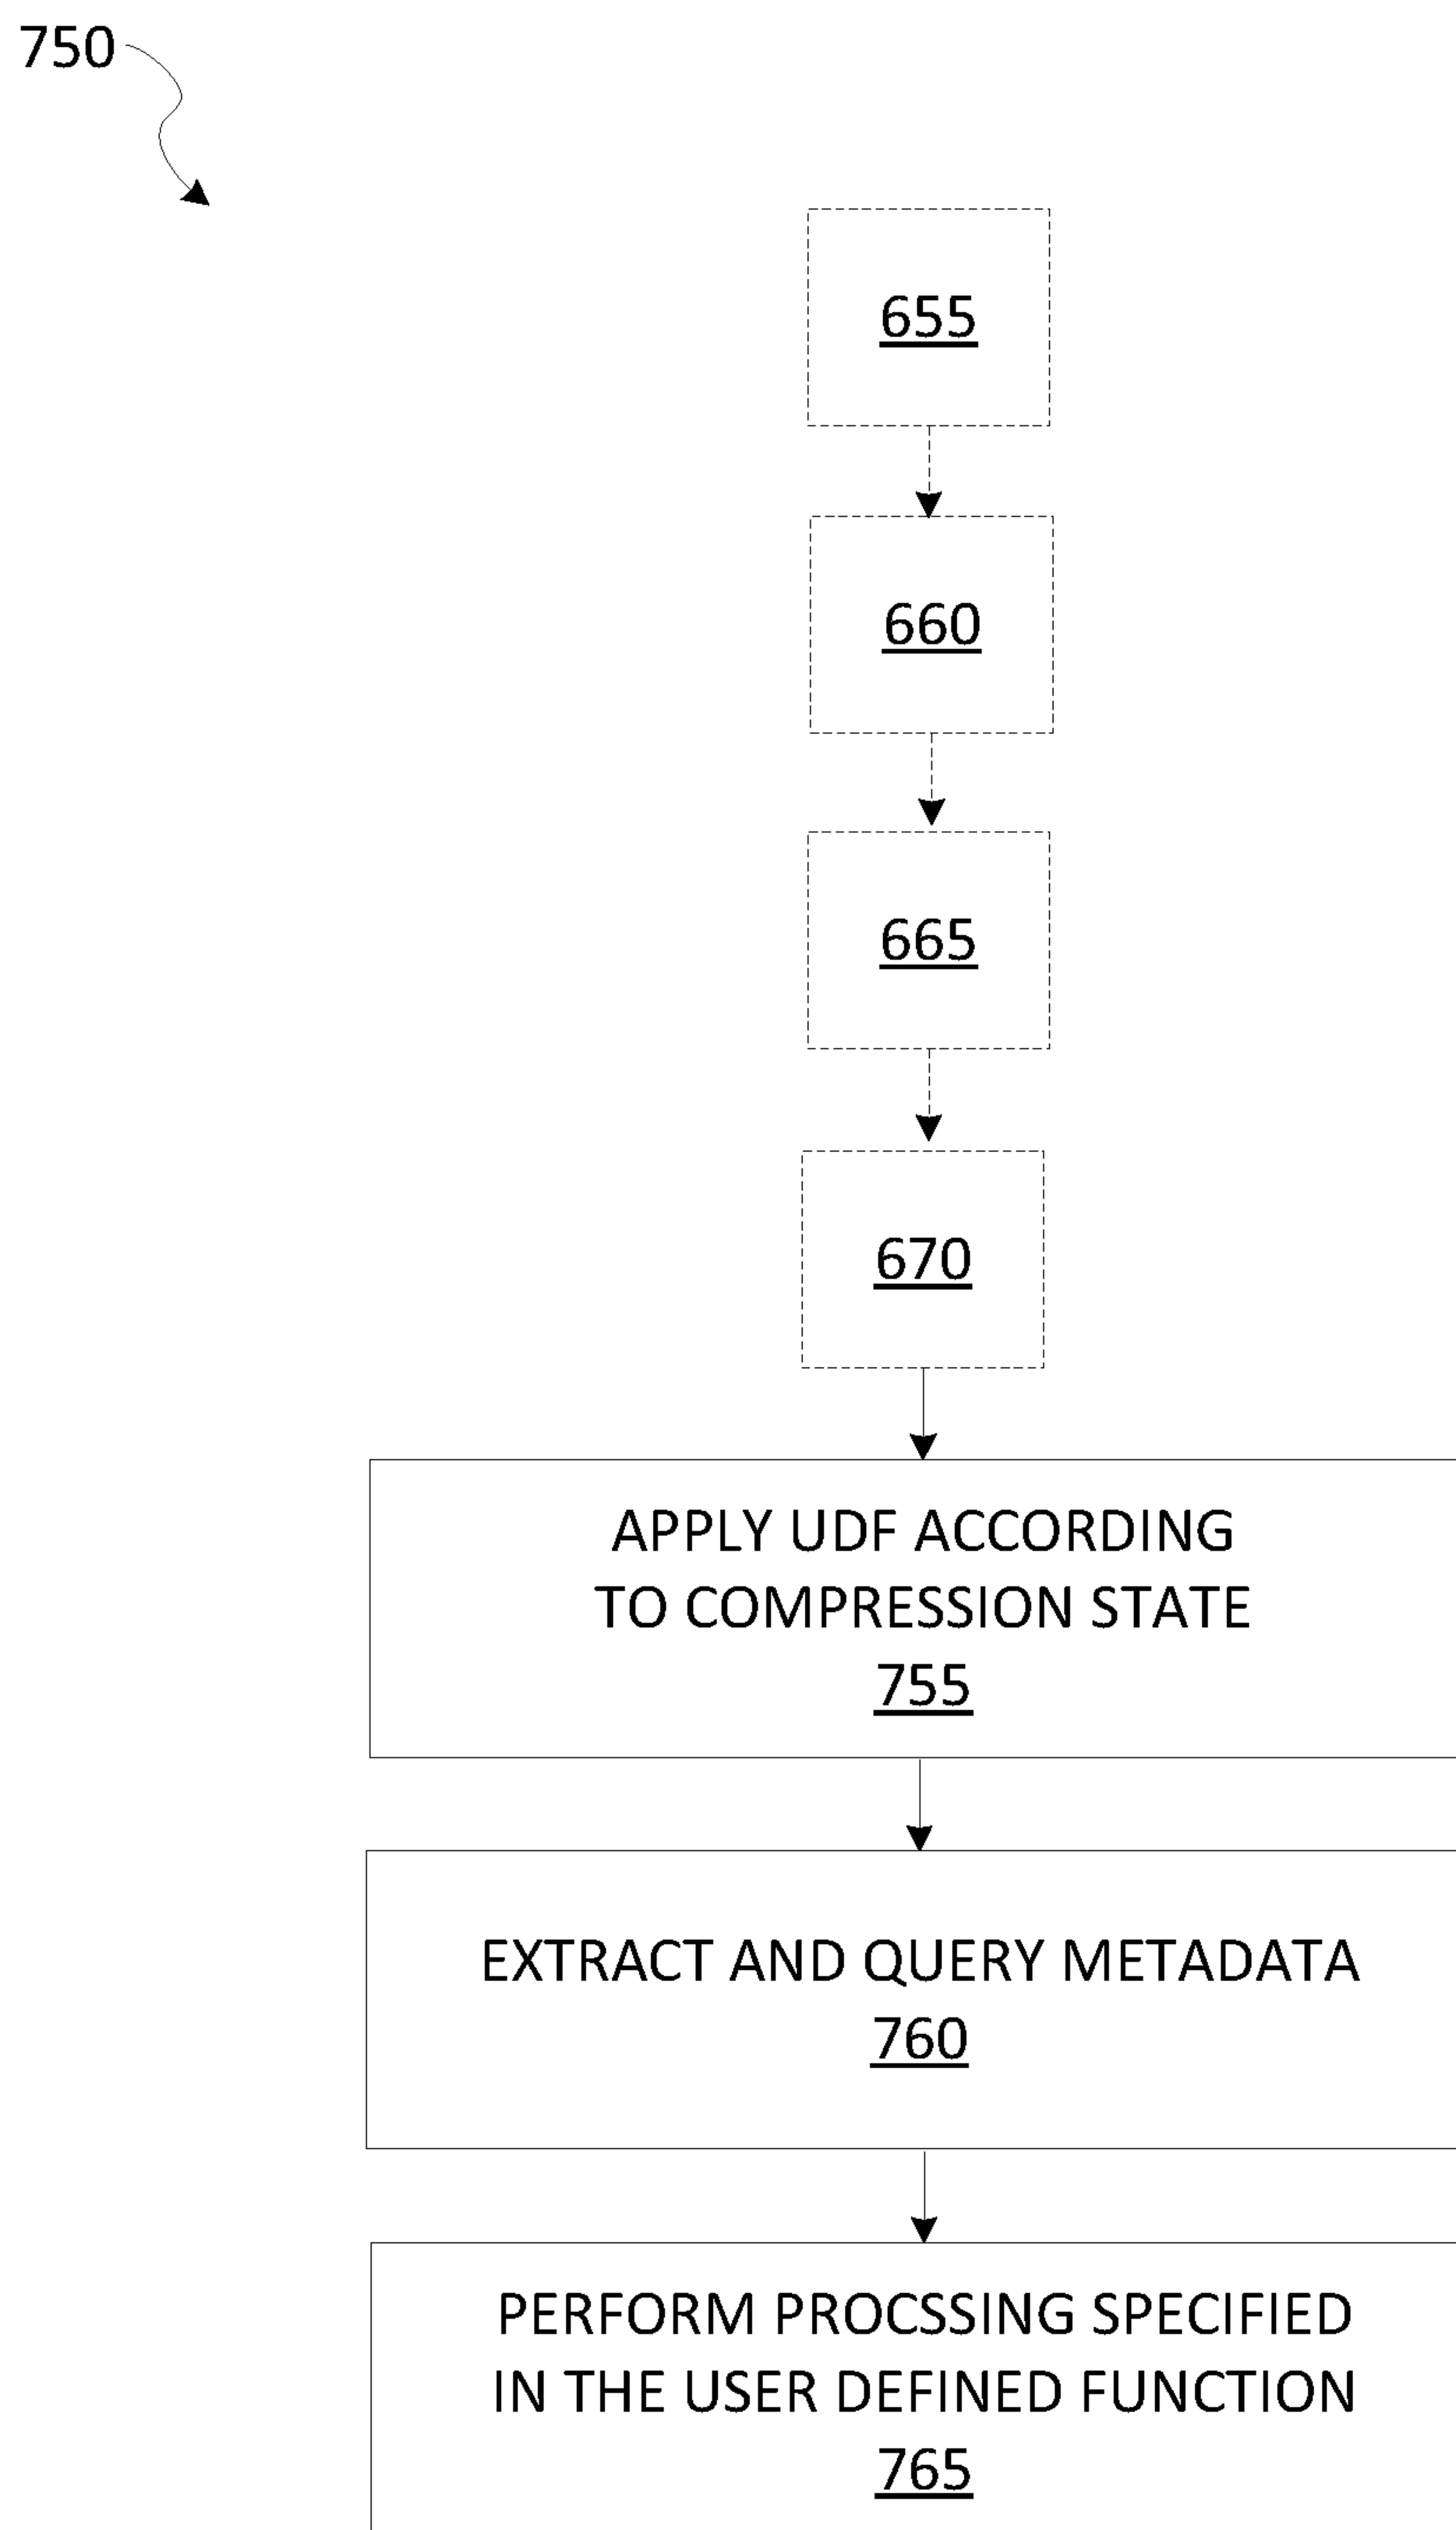 750
655
660
665
670
APPLY UDF ACCORDING
TO COMPRESSION STATE
755
EXTRACT AND QUERY METADATA
760
PERFORM PROCSSING SPECIFIED
IN THE USER DEFINED FUNCTION
765